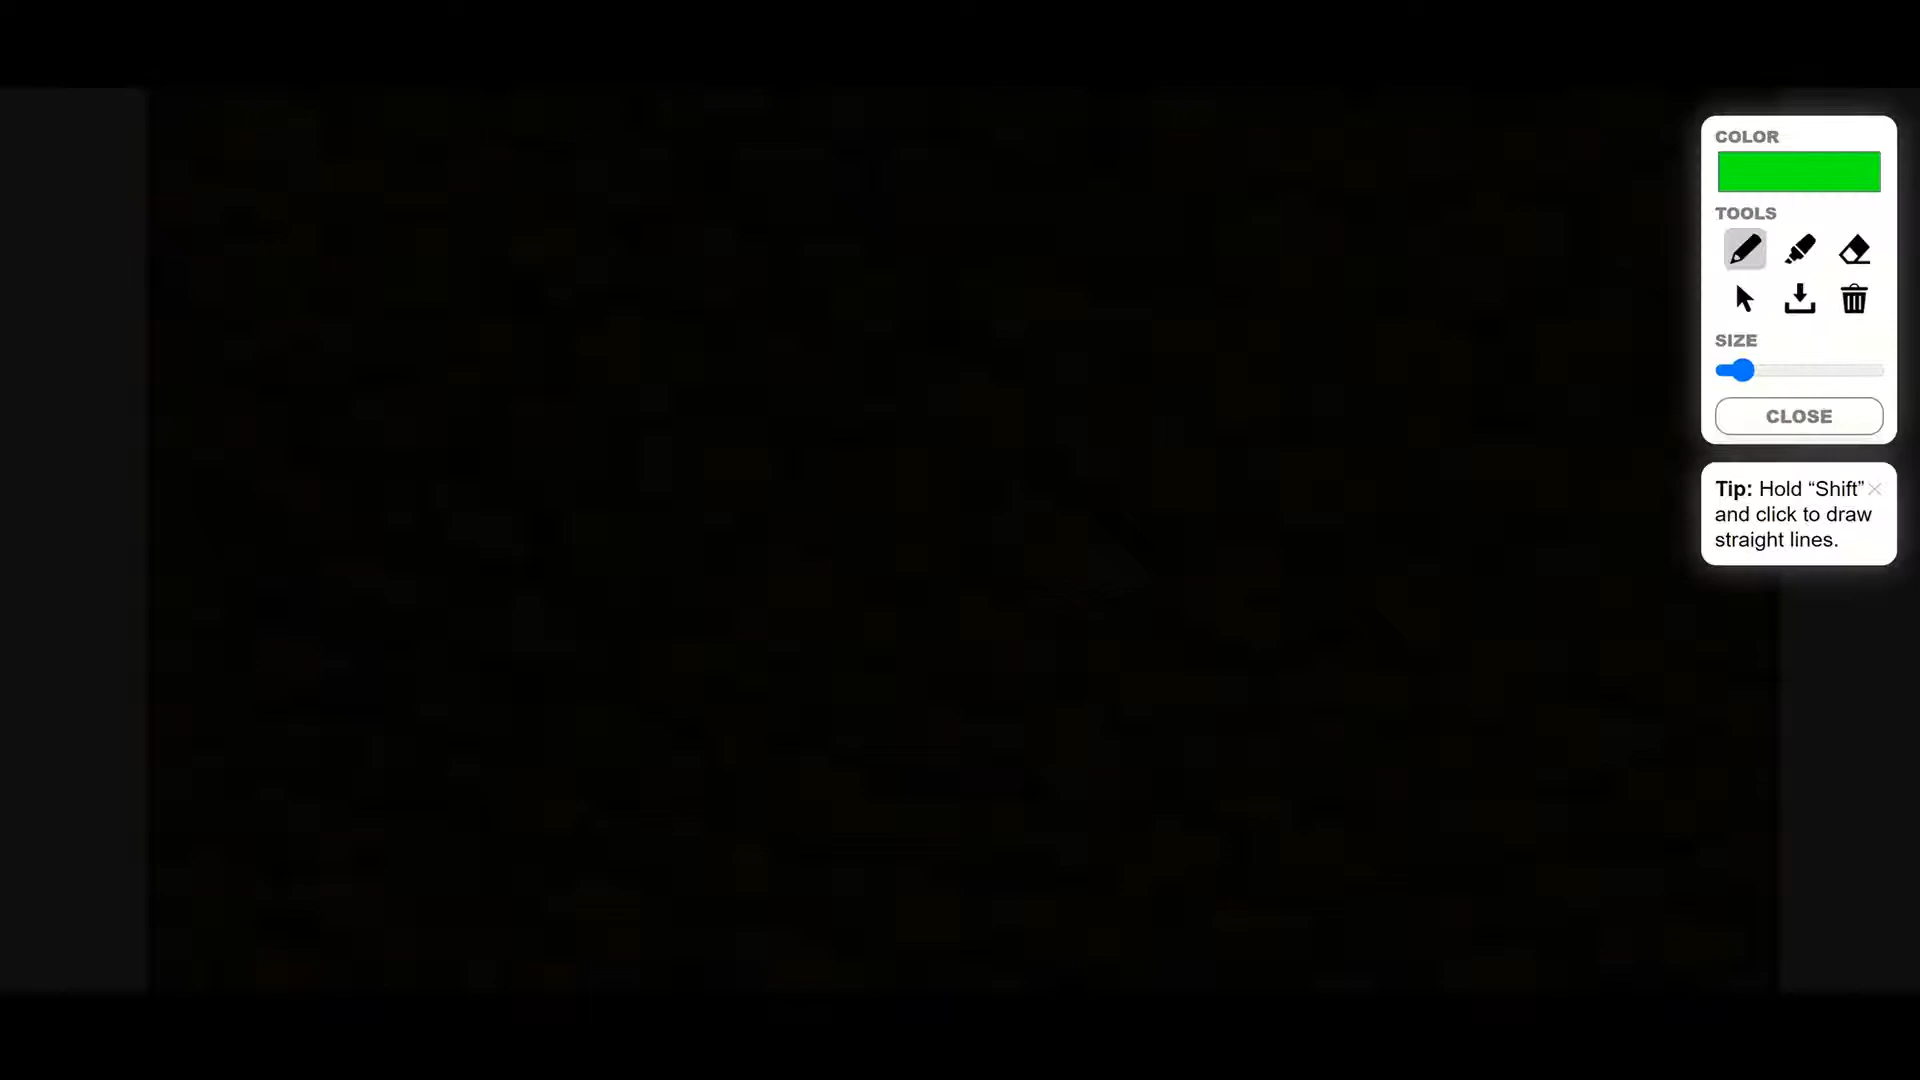 COLOR
TOOLS
SIZE
CLOSE
Tip: Hold “Shift”
and click to draw
straight lines.